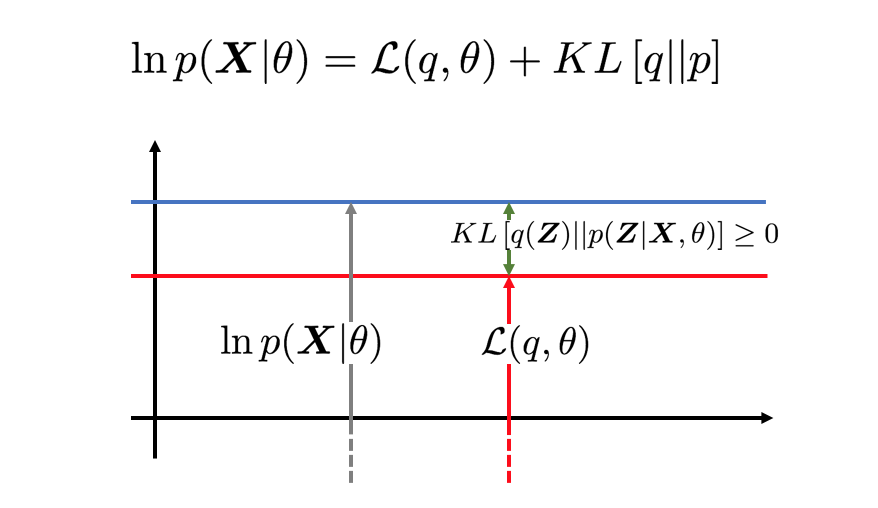 ln p(X|θ) = ℒ(q, θ) + KL [q||p]
KL [q(Z)||p(Z|X, θ)] ≥ 0
ln p(X|θ)
ℒ(q, θ)